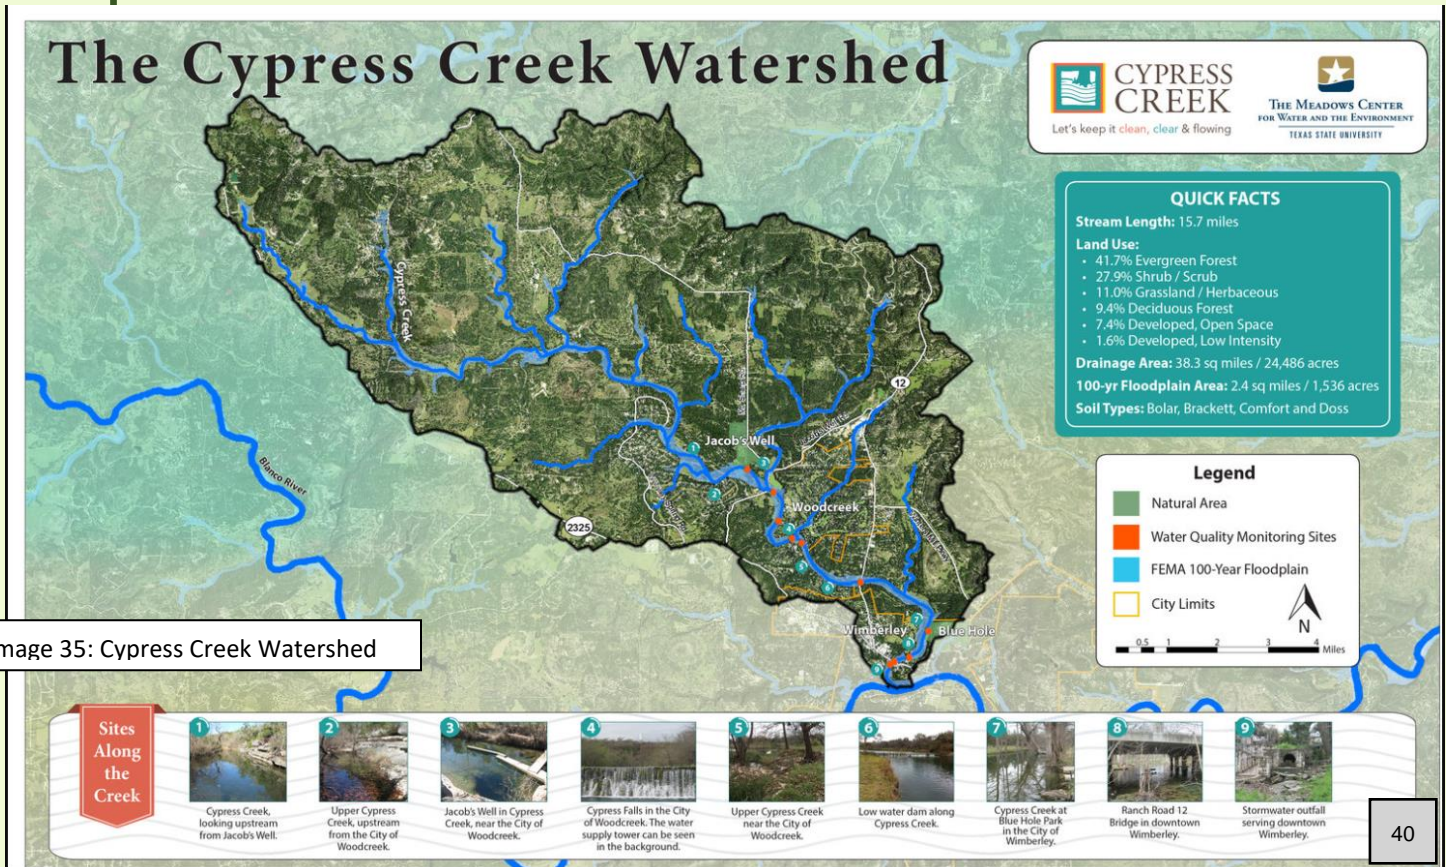 The Cypress Creek Watershed
CYPRESS
CREEK
Let's keep it clean, clear & flowing
THE MEADOWS CENTER
FOR WATER AND THE ENVIRONMENT
TEXAS STATE UNIVERSITY
QUICK FACTS
Stream Length: 15.7 miles
Land Use:
• 41.7% Evergreen Forest
• 27.9% Shrub / Scrub
• 11.0% Grassland / Herbaceous
• 9.4% Deciduous Forest
• 7.4% Developed, Open Space
• 1.6% Developed, Low Intensity
Drainage Area: 38.3 sq miles / 24,486 acres
100-yr Floodplain Area: 2.4 sq miles / 1,536 acres
Soil Types: Bolar, Brackett, Comfort and Doss
Cypress Creek
12
Jacob's Well
1
3
2
Blanco River
2325
Woodcreek
4
5
6
7
Wimberley
Blue Hole
8
9
Legend
Natural Area
Water Quality Monitoring Sites
FEMA 100-Year Floodplain
City Limits
N
0.5 1 2 3 4 Miles
mage 35: Cypress Creek Watershed
Sites
Along
the
Creek
1
Cypress Creek,
looking upstream
from Jacob's Well.
2
Upper Cypress
Creek, upstream
from the City of
Woodcreek.
3
Jacob's Well in Cypress
Creek, near the City of
Woodcreek.
4
Cypress Falls in the City
of Woodcreek. The water
supply tower can be seen
in the background.
5
Upper Cypress Creek
near the City of
Woodcreek.
6
Low water dam along
Cypress Creek.
7
Cypress Creek at
Blue Hole Park
in the City of
Wimberley.
8
Ranch Road 12
Bridge in downtown
Wimberley.
9
Stormwater outfall
serving downtown
Wimberley.
40